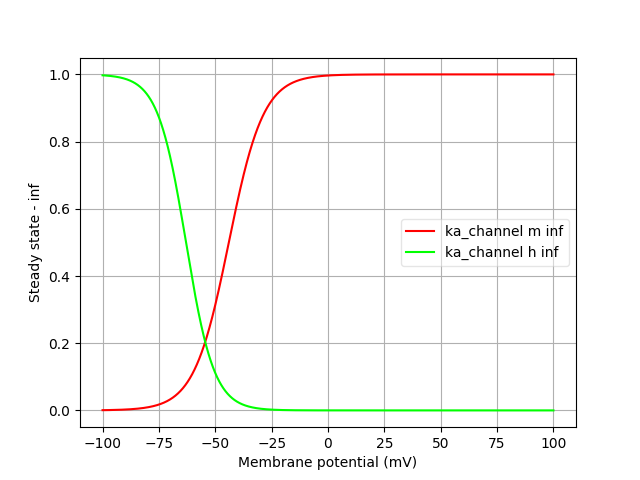 1.0
0.8
0.6
0.4
0.2
0.0
Steady state - inf
ka_channel m inf
ka_channel h inf
−100 −75 −50 −25 0 25 50 75 100
Membrane potential (mV)